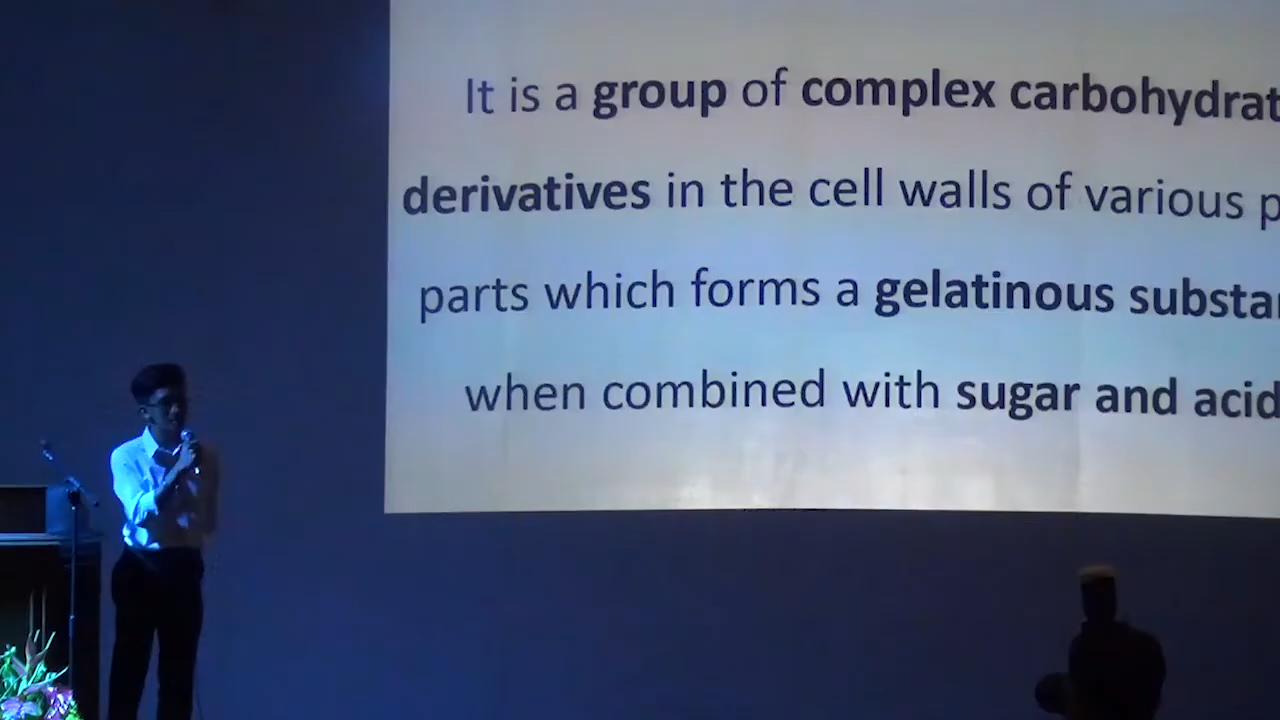 It is a group of complex carbohydrat
derivatives in the cell walls of various p
parts which forms a gelatinous substa
when combined with sugar and acid